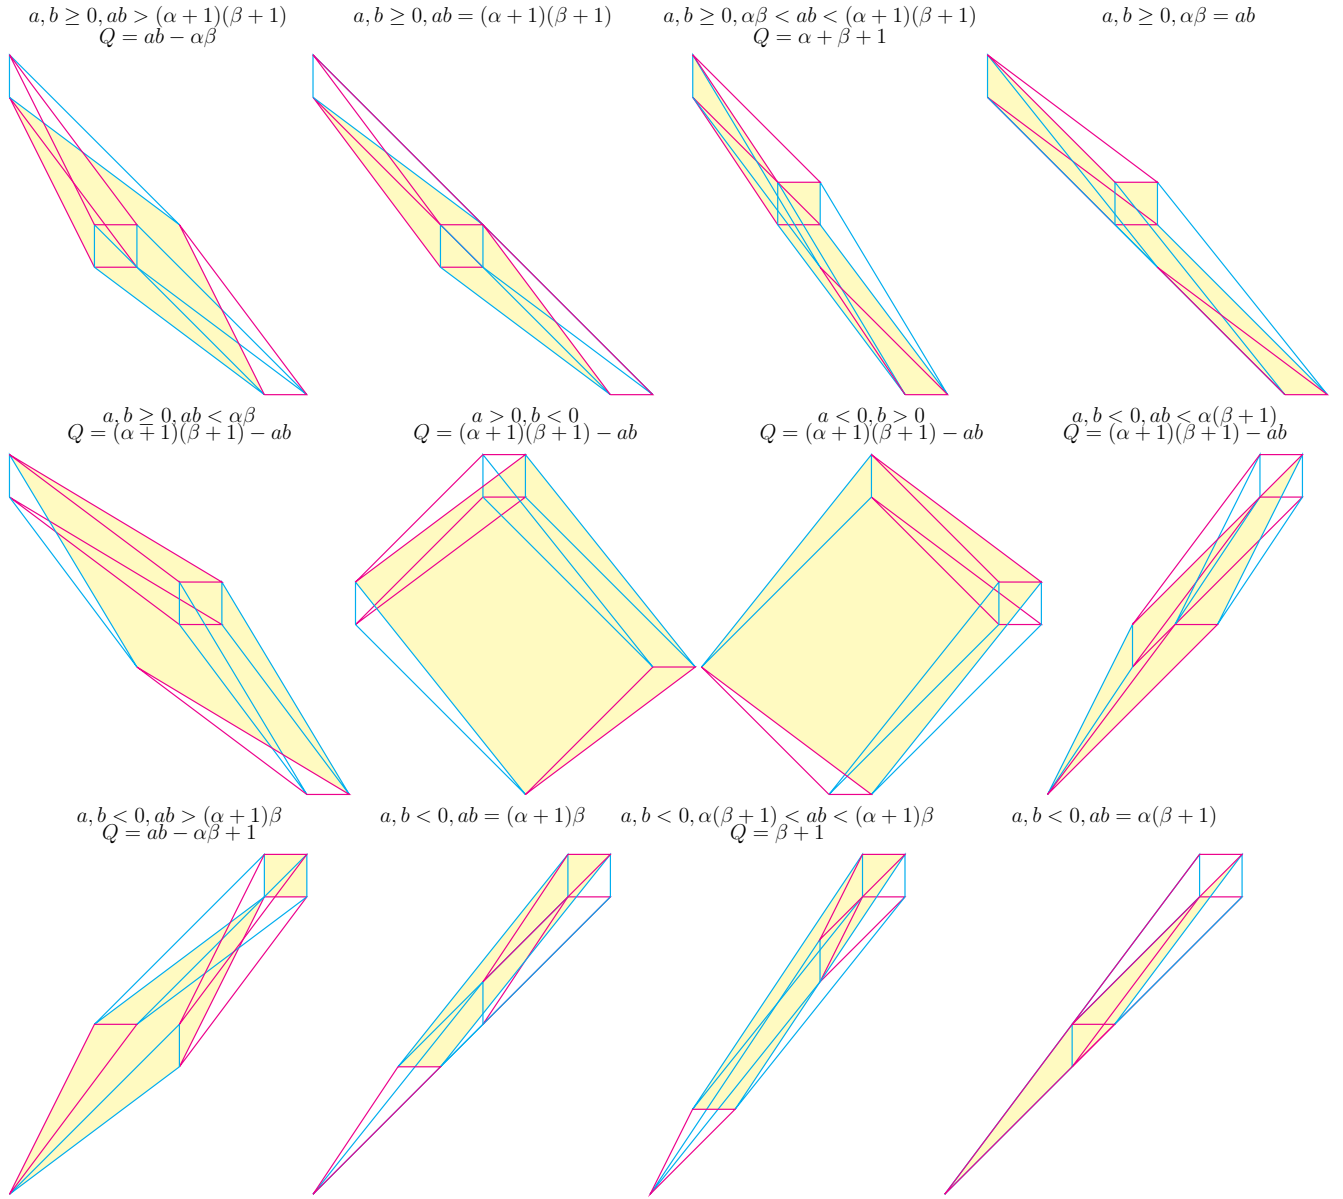 a, b ≥ 0, ab > (α + 1)(β + 1)
Q = ab − αβ
a, b ≥ 0, ab = (α + 1)(β + 1)
a, b ≥ 0, αβ < ab < (α + 1)(β + 1)
Q = α + β + 1
a, b ≥ 0, αβ = ab
a, b ≥ 0, ab < αβ
Q = (α + 1)(β + 1) − ab
a > 0, b < 0
Q = (α + 1)(β + 1) − ab
a < 0, b > 0
Q = (α + 1)(β + 1) − ab
a, b < 0, ab < α(β + 1)
Q = (α + 1)(β + 1) − ab
a, b < 0, ab > (α + 1)β
Q = ab − αβ + 1
a, b < 0, ab = (α + 1)β
a, b < 0, α(β + 1) < ab < (α + 1)β
Q = β + 1
a, b < 0, ab = α(β + 1)